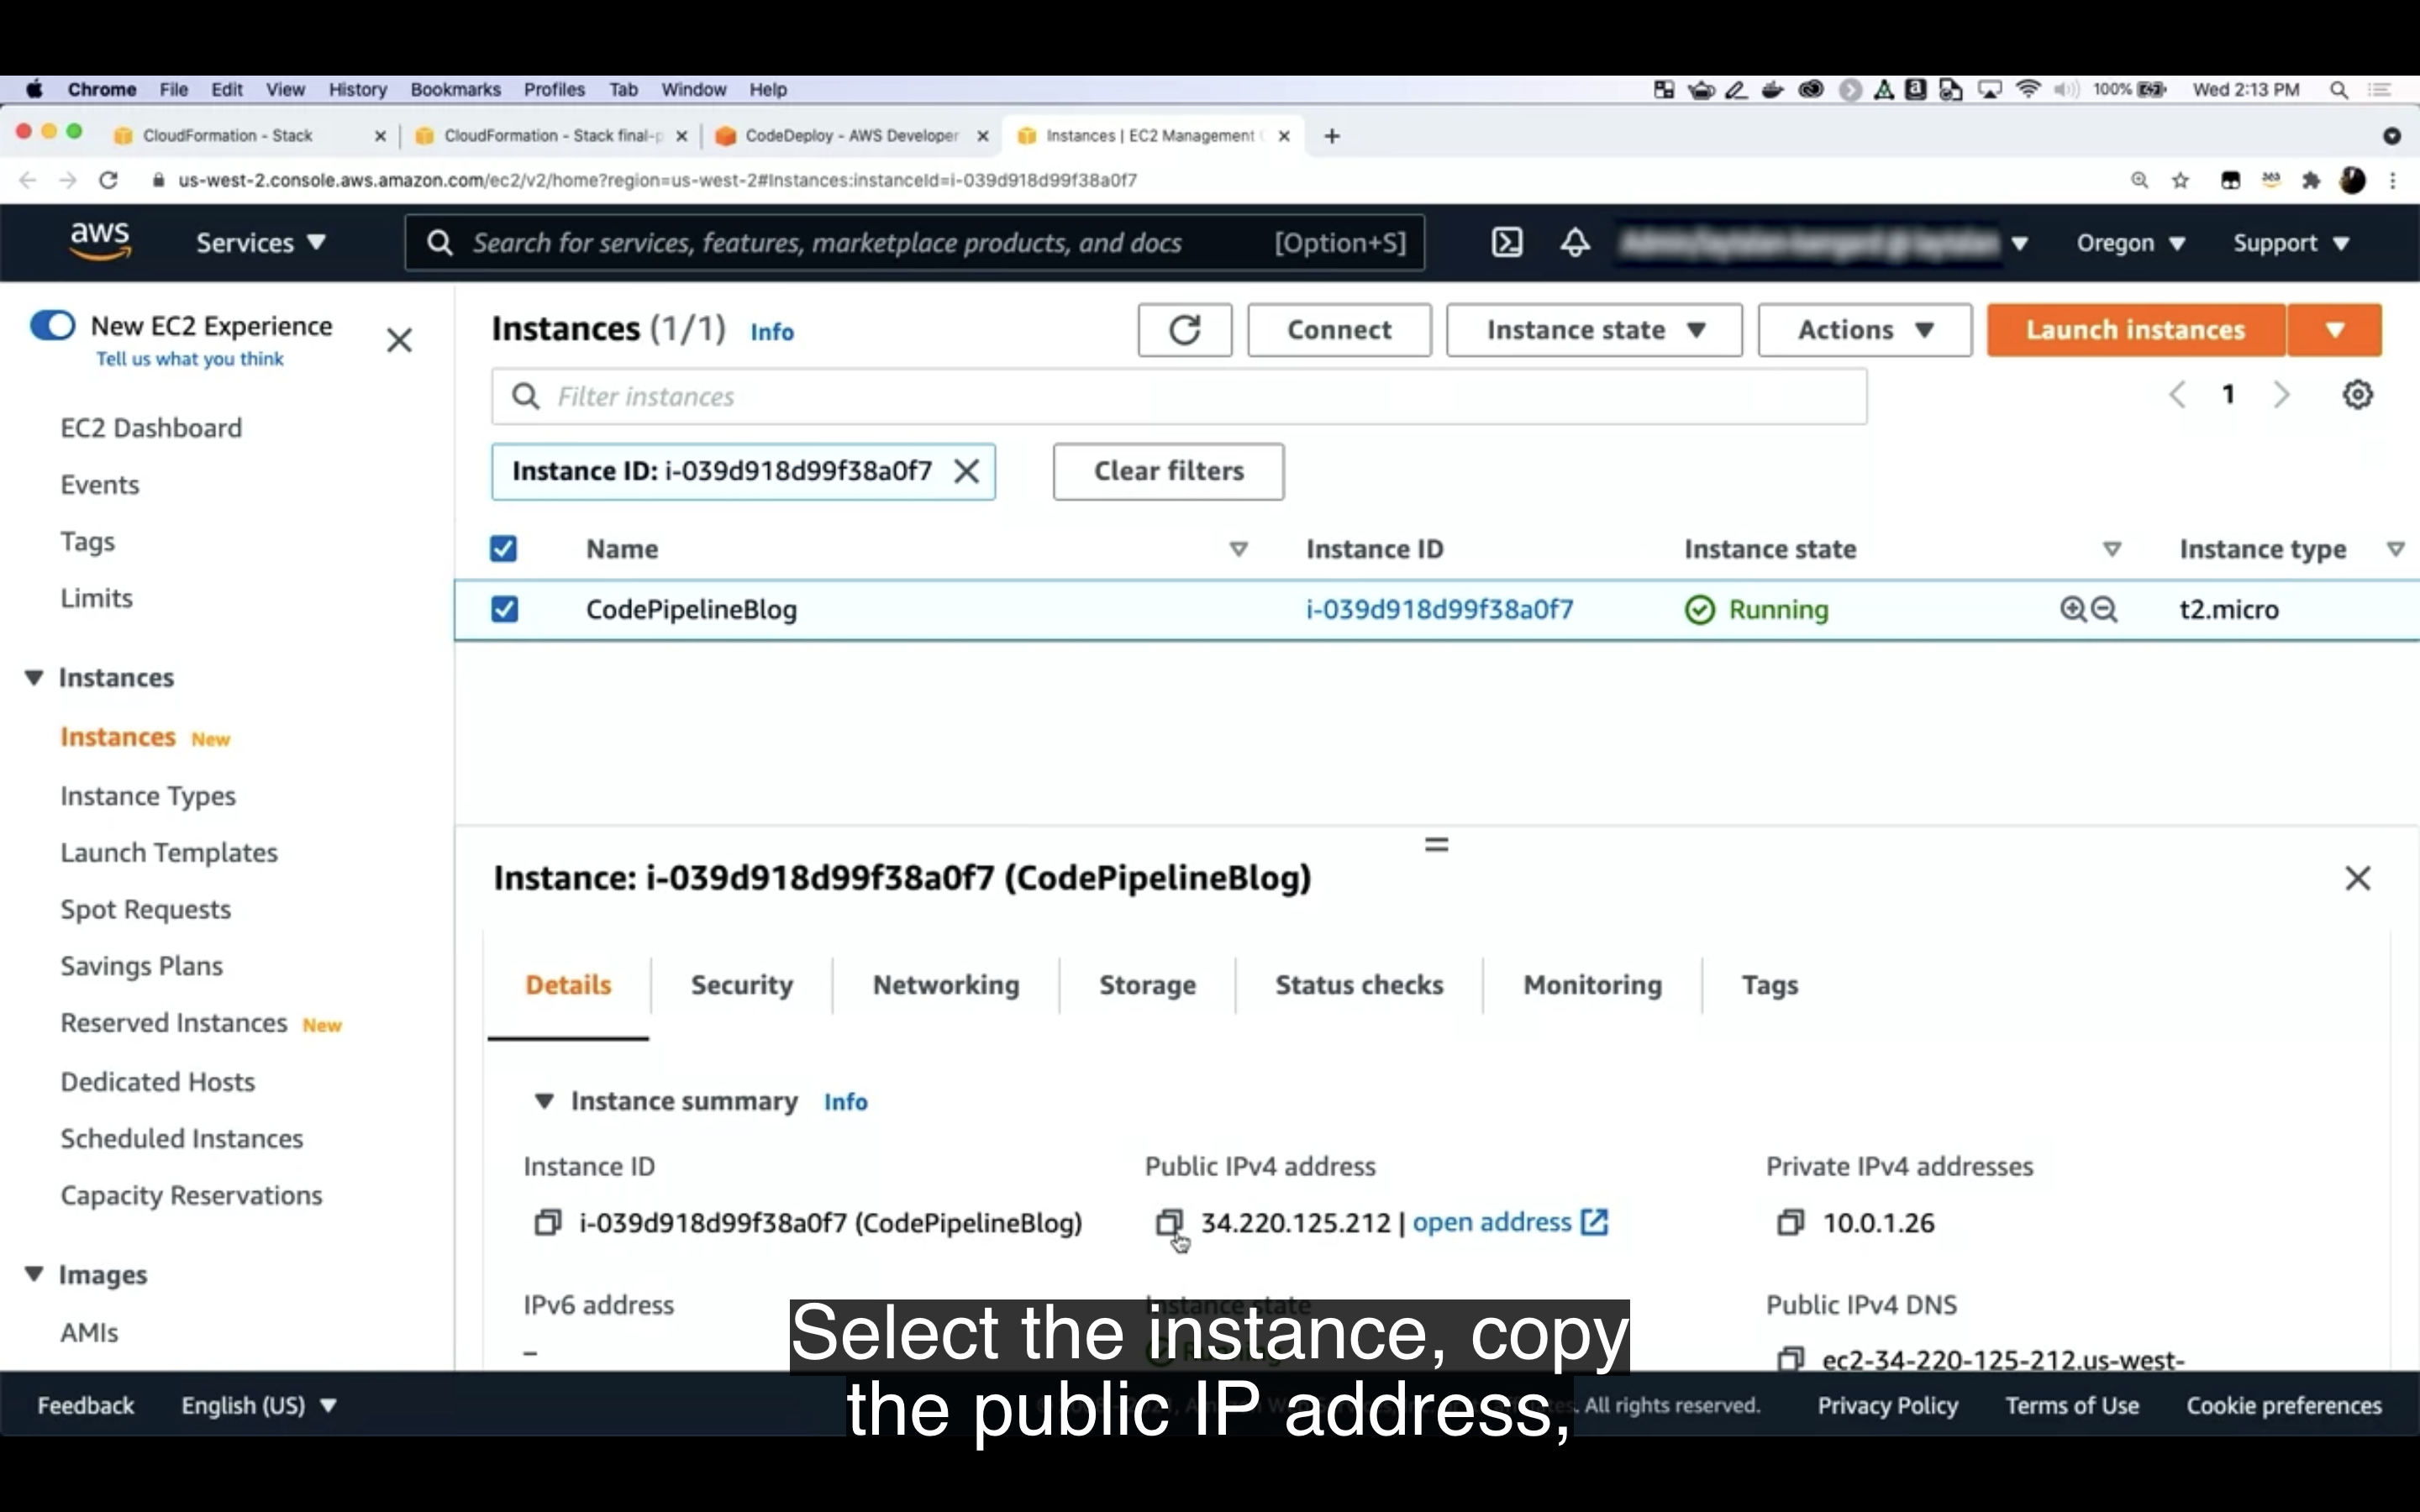 Chrome File Edit View History Bookmarks Profiles Tab Window Help 100% Wed 2:13 PM
CloudFormation - Stack CloudFormation - Stack final-p CodeDeploy - AWS Developer Instances | EC2 Management
us-west-2.console.aws.amazon.com/ec2/v2/home?region=us-west-2#Instances:instanceId=i-039d918d99f38a0f7
aws Services Search for services, features, marketplace products, and docs [Option+S] Oregon Support
New EC2 Experience
Tell us what you think
EC2 Dashboard
Events
Tags
Limits
Instances
Instances New
Instance Types
Launch Templates
Spot Requests
Savings Plans
Reserved Instances New
Dedicated Hosts
Scheduled Instances
Capacity Reservations
Images
AMIs
Instances (1/1) Info Connect Instance state Actions Launch instances
Filter instances 1
Instance ID: i-039d918d99f38a0f7 Clear filters
Name Instance ID Instance state Instance type
CodePipelineBlog i-039d918d99f38a0f7 Running t2.micro
Instance: i-039d918d99f38a0f7 (CodePipelineBlog)
Details Security Networking Storage Status checks Monitoring Tags
Instance summary Info
Instance ID Public IPv4 address Private IPv4 addresses
i-039d918d99f38a0f7 (CodePipelineBlog) 34.220.125.212 | open address 10.0.1.26
IPv6 address Instance state Public IPv4 DNS
– Running ec2-34-220-125-212.us-west-
Select the instance, copy
the public IP address,
Feedback English (US) All rights reserved. Privacy Policy Terms of Use Cookie preferences